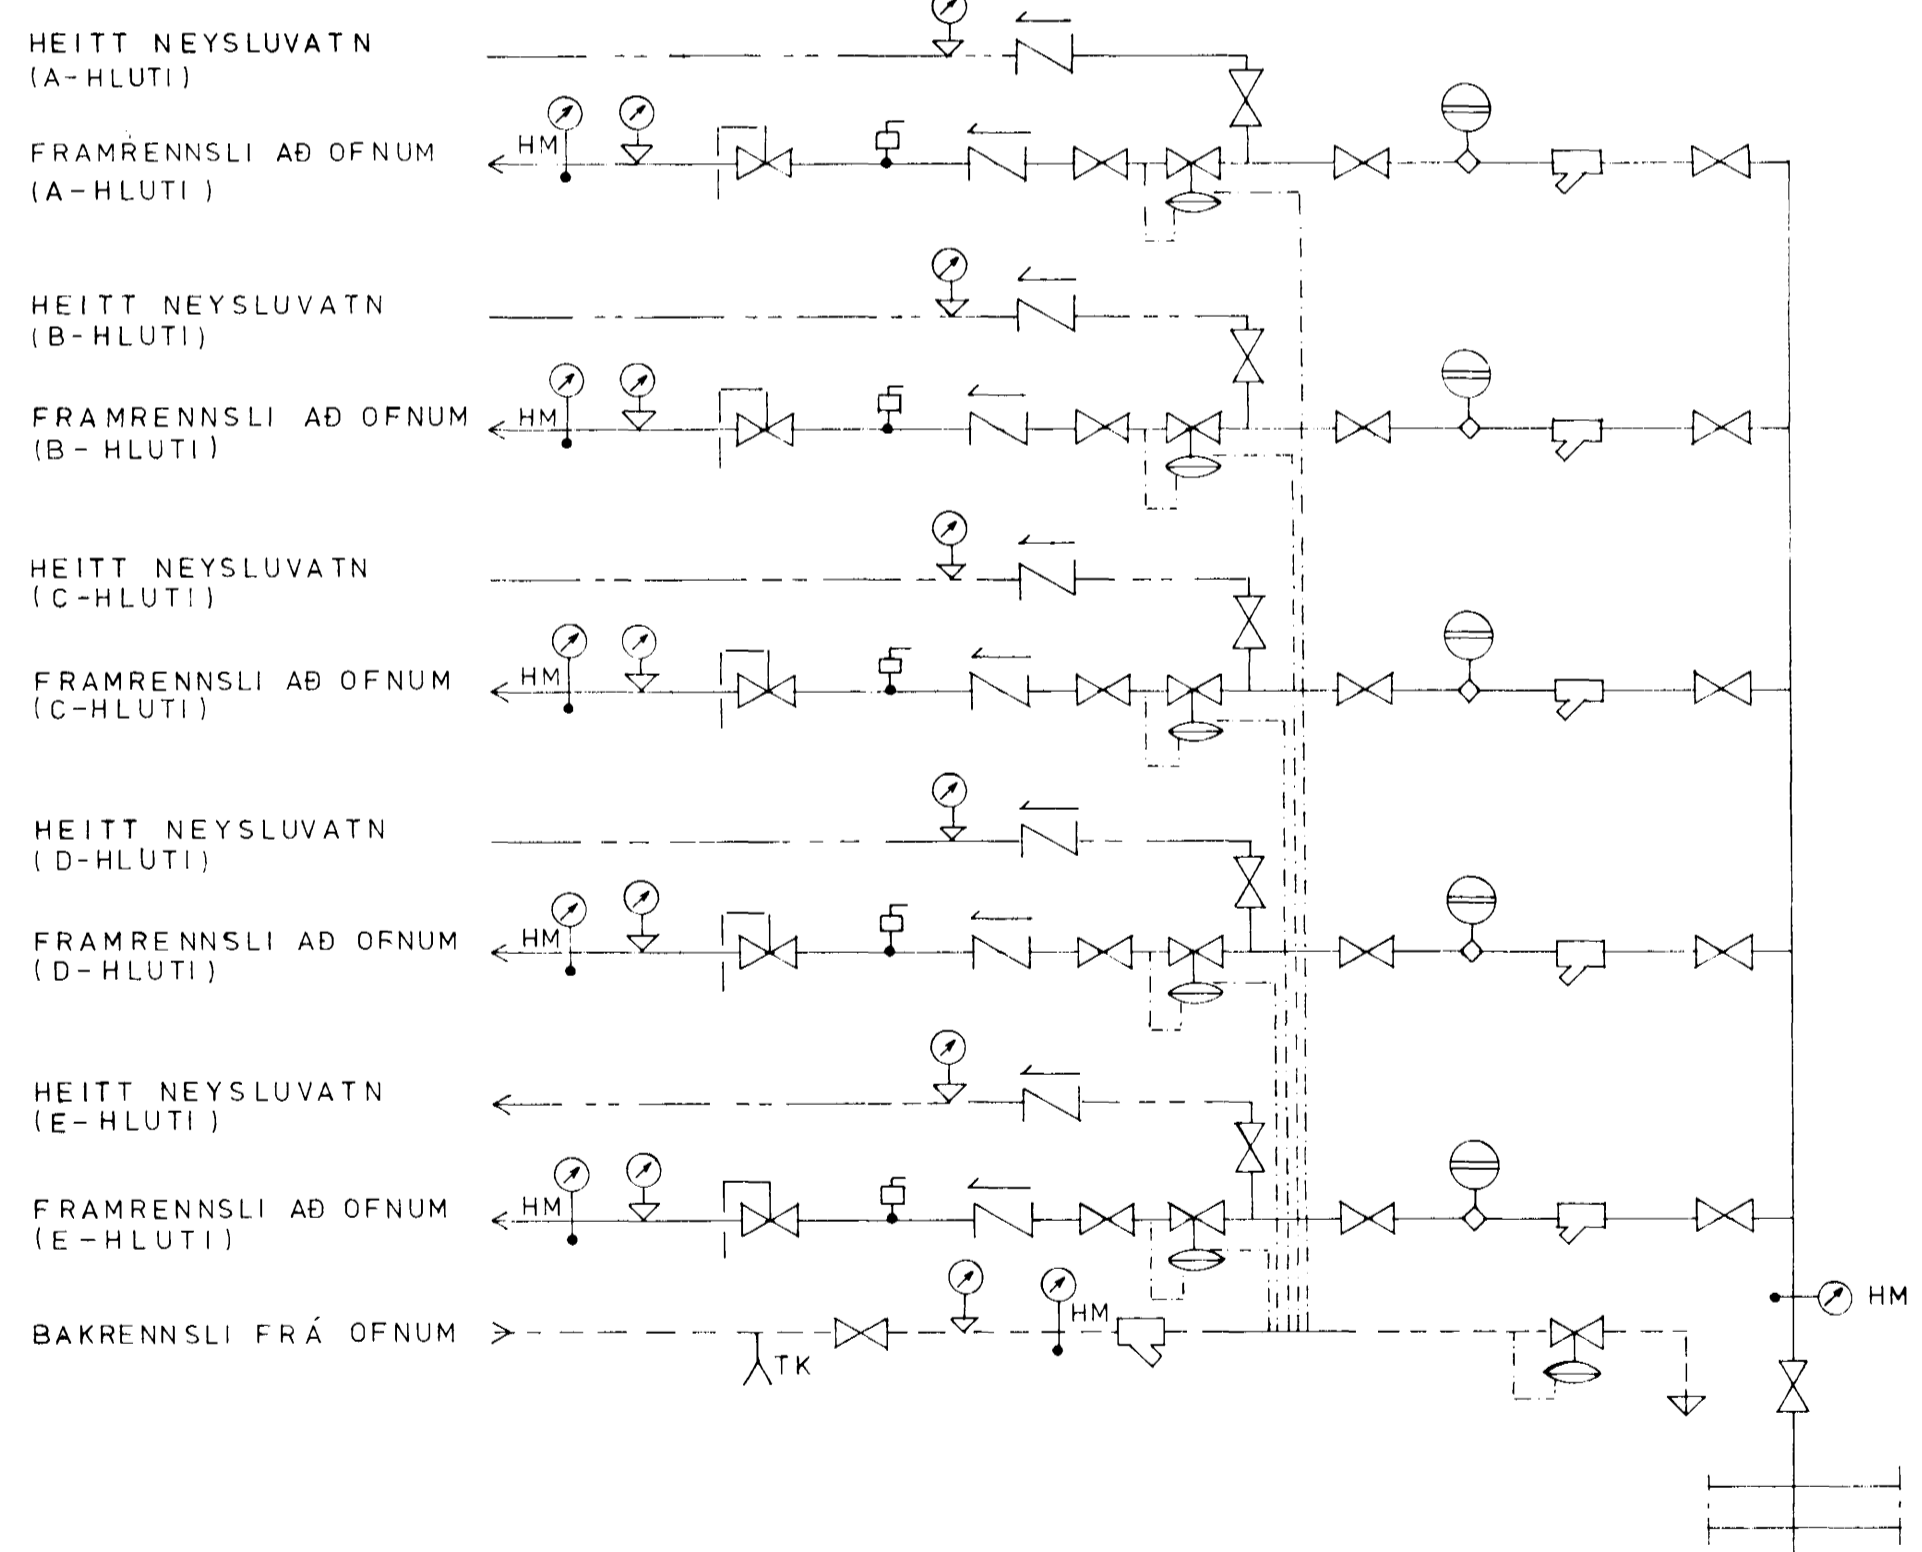 HEITT NEYSLUVATN
(A-HLUTI)
HM
FRAMRENNSLI AÐ OFNUM
(A-HLUTI)
HEITT NEYSLUVATN
(B-HLUTI)
FRAMRENNSLI AÐ OFNUM
HM
(B-HLUTI)
HEITT NEYSLUVATN
(C-HLUTI)
FRAMRENNSLI AÐ OFNUM
HM
(C-HLUTI)
HEITT NEYSLUVATN
(D-HLUTI)
FRAMRENNSLI AÐ OFNUM
HM
(D-HLUTI)
HEITT NEYSLUVATN
(E-HLUTI)
FRAMRENNSLI AÐ OFNUM
HM
(E-HLUTI)
HM
HM
BAKRENNSLI FRÁ OFNUM
TK